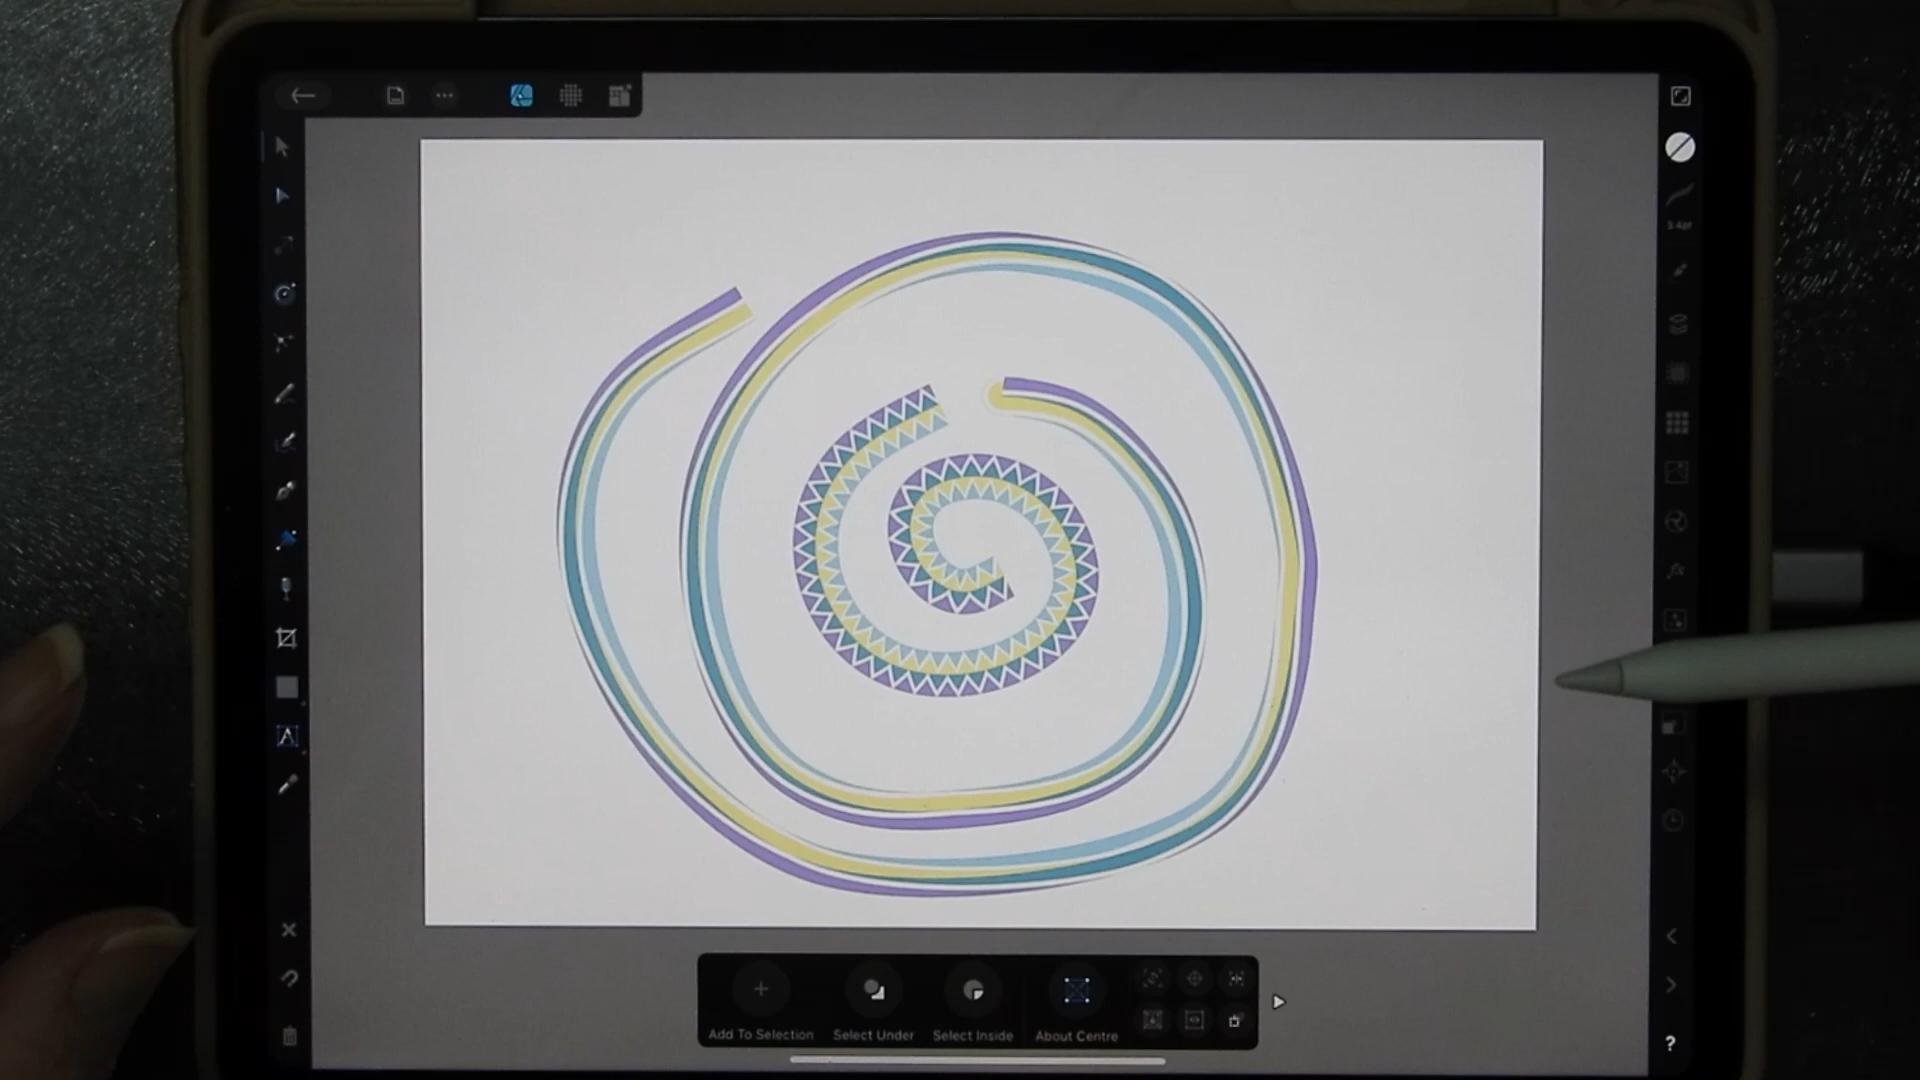 Add To Selection
Select Under
Select Inside
About Centre
A
?